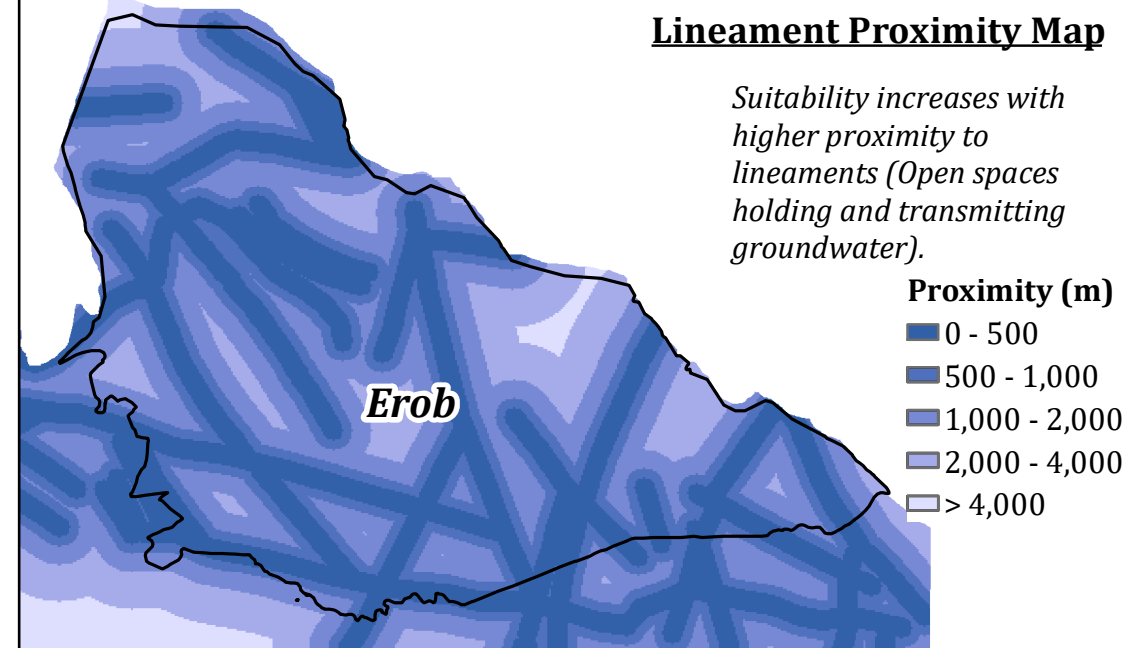 Lineament Proximity Map
Suitability increases with
higher proximity to
lineaments (Open spaces
holding and transmitting
groundwater).
Proximity (m)
0 - 500
500 - 1,000
1,000 - 2,000
2,000 - 4,000
> 4,000
Erob